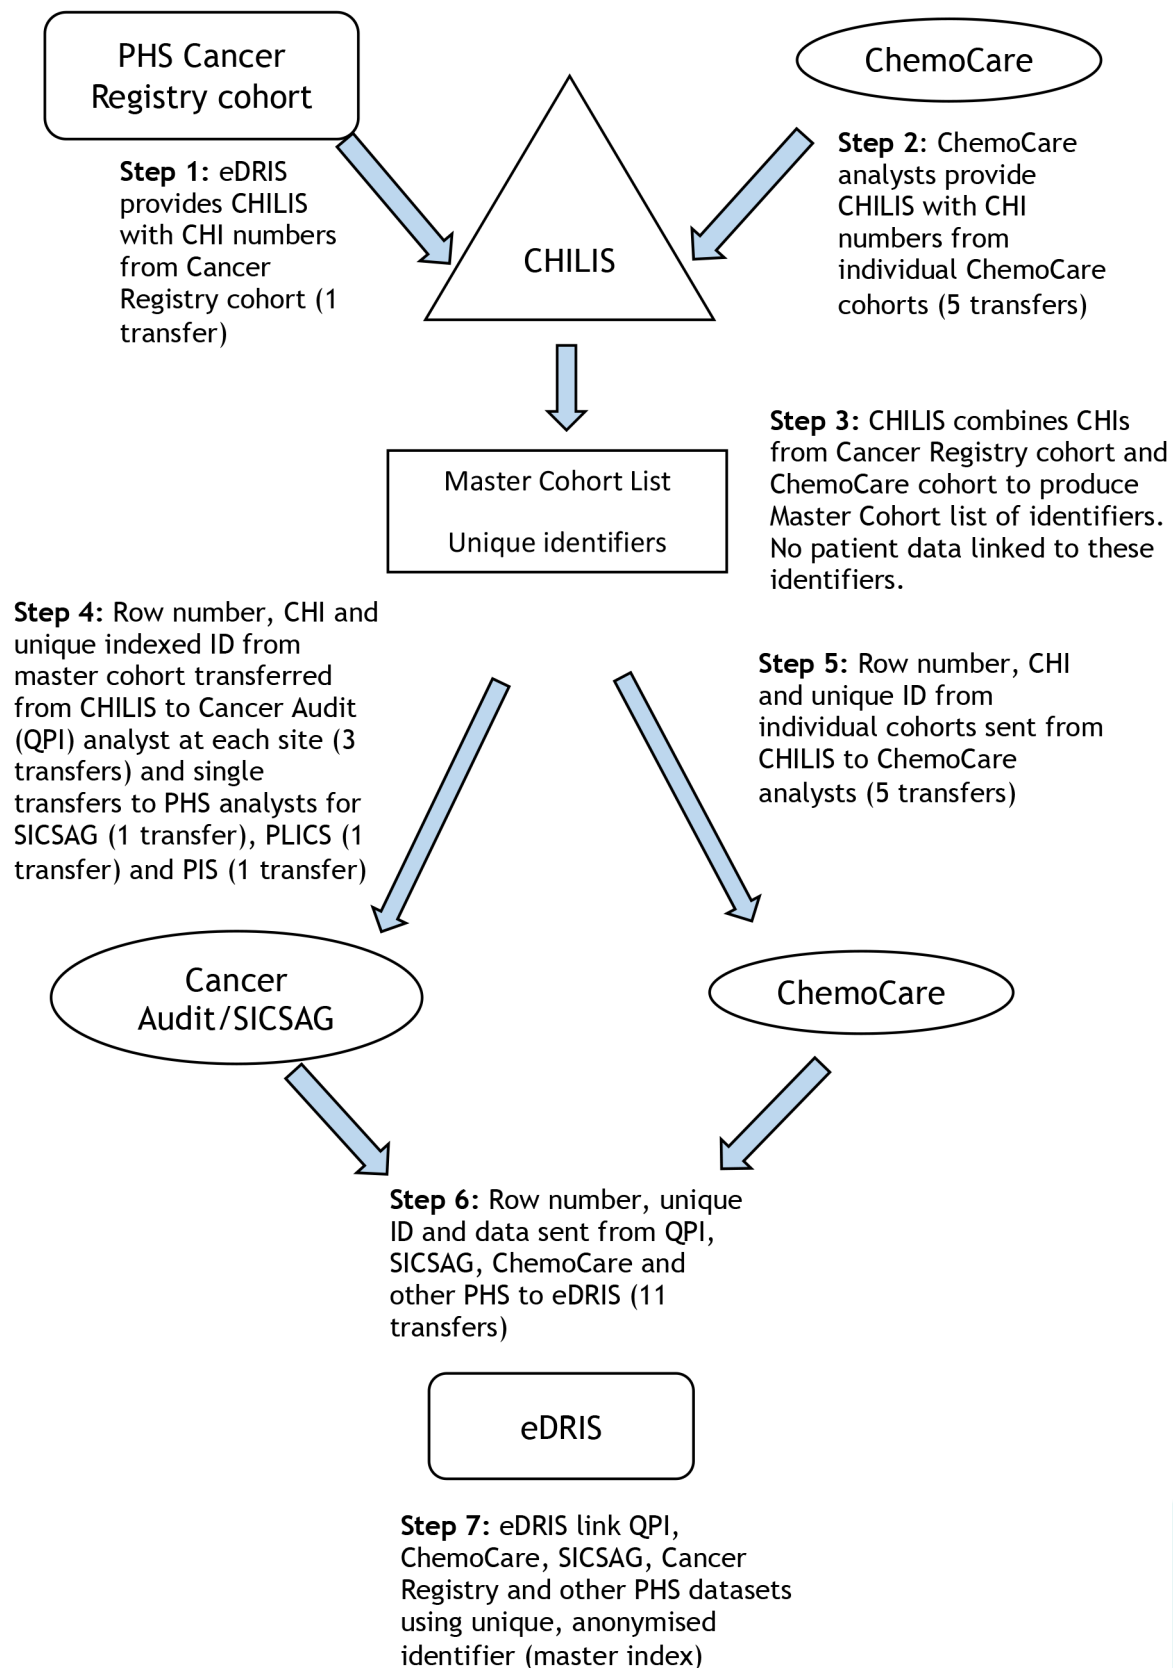 PHS Cancer
Registry cohort
ChemoCare
Step 1: eDRIS
provides CHILIS
with CHI numbers
from Cancer
Registry cohort (1
transfer)
CHILIS
Step 2: ChemoCare
analysts provide
CHILIS with CHI
numbers from
individual ChemoCare
cohorts (5 transfers)
Master Cohort List
Unique identifiers
Step 3: CHILIS combines CHIs
from Cancer Registry cohort and
ChemoCare cohort to produce
Master Cohort list of identifiers.
No patient data linked to these
identifiers.
Step 4: Row number, CHI and
unique indexed ID from
master cohort transferred
from CHILIS to Cancer Audit
(QPI) analyst at each site (3
transfers) and single
transfers to PHS analysts for
SICSAG (1 transfer), PLICS (1
transfer) and PIS (1 transfer)
Step 5: Row number, CHI
and unique ID from
individual cohorts sent from
CHILIS to ChemoCare
analysts (5 transfers)
Cancer
Audit/SICSAG
ChemoCare
Step 6: Row number, unique
ID and data sent from QPI,
SICSAG, ChemoCare and
other PHS to eDRIS (11
transfers)
eDRIS
Step 7: eDRIS link QPI,
ChemoCare, SICSAG, Cancer
Registry and other PHS datasets
using unique, anonymised
identifier (master index)